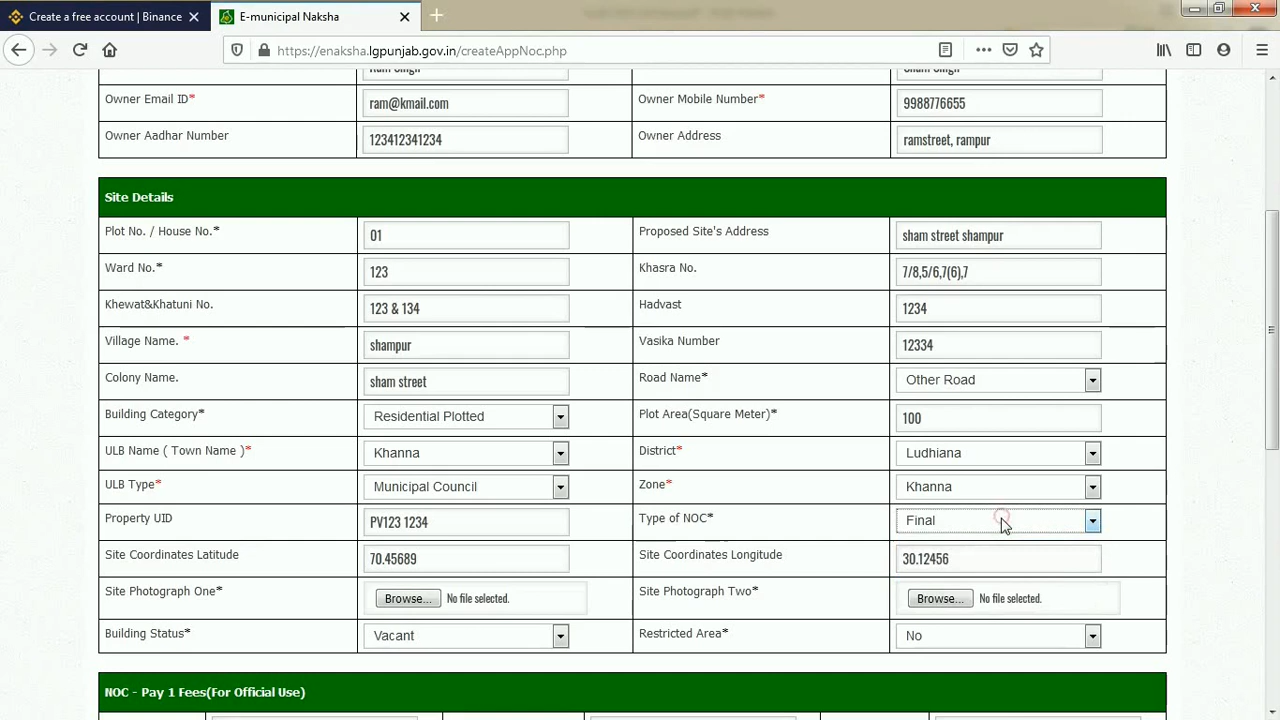 Create a free account | Binance
E-municipal Naksha
https://enaksha.lgpunjab.gov.in/createAppNoc.php
Ram Singh Sham Singh
Owner Email ID* ram@kmail.com Owner Mobile Number* 9988776655
Owner Aadhar Number 123412341234 Owner Address ramstreet, rampur
Site Details
Plot No. / House No.* 01 Proposed Site's Address sham street shampur
Ward No.* 123 Khasra No. 7/8,5/6,7(6),7
Khewat&Khatuni No. 123 & 134 Hadvast 1234
Village Name. * shampur Vasika Number 12334
Colony Name. sham street Road Name* Other Road
Building Category* Residential Plotted Plot Area(Square Meter)* 100
ULB Name ( Town Name )* Khanna District* Ludhiana
ULB Type* Municipal Council Zone* Khanna
Property UID PV123 1234 Type of NOC* Final
Site Coordinates Latitude 70.45689 Site Coordinates Longitude 30.12456
Site Photograph One* Browse... No file selected. Site Photograph Two* Browse... No file selected.
Building Status* Vacant Restricted Area* No
NOC - Pay 1 Fees(For Official Use)